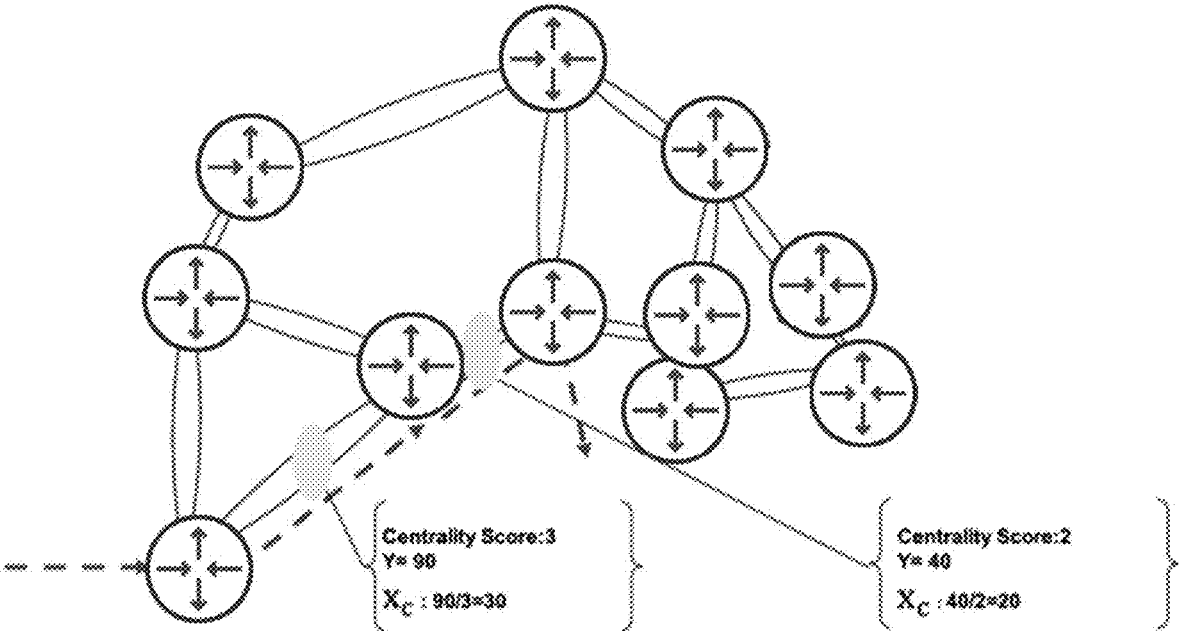 Centrality Score:3
Y= 90
X_C : 90/3=30
Centrality Score:2
Y= 40
X_C : 40/2=20